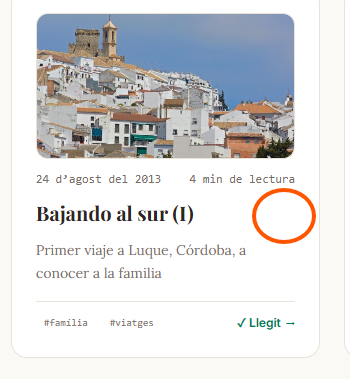 24 d’agost del 2013 4 min de lectura
Bajando al sur (I)
Primer viaje a Luque, Córdoba, a
conocer a la familia
#família #viatges ✓ Llegit →